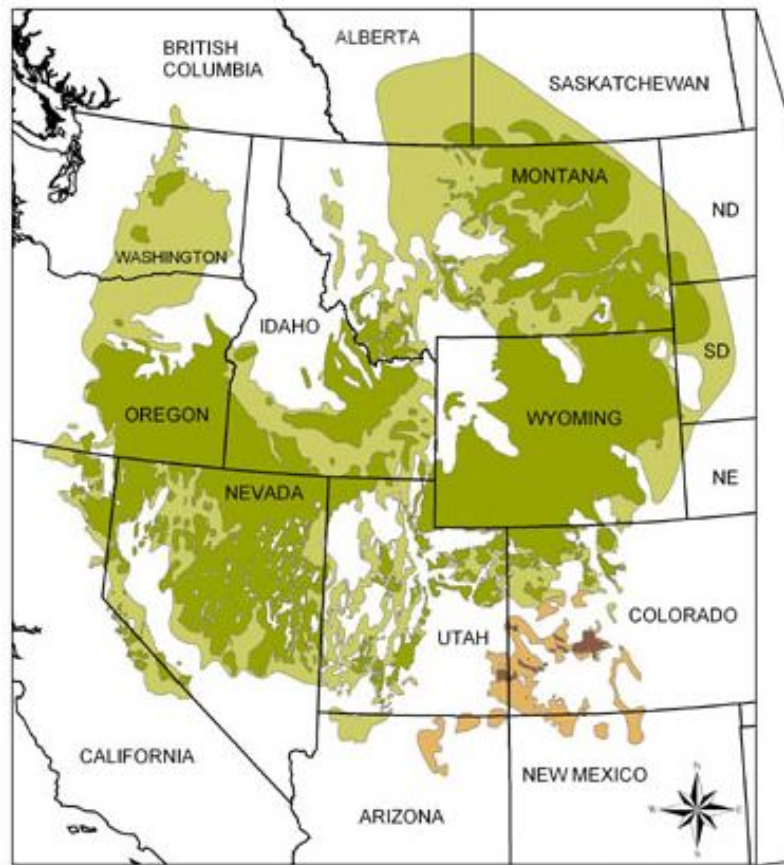 BRITISH
COLUMBIA
ALBERTA
SASKATCHEWAN
MONTANA
ND
WASHINGTON
IDAHO
SD
OREGON
WYOMING
NEVADA
NE
UTAH
COLORADO
CALIFORNIA
ARIZONA
NEW MEXICO
N
W
E
S